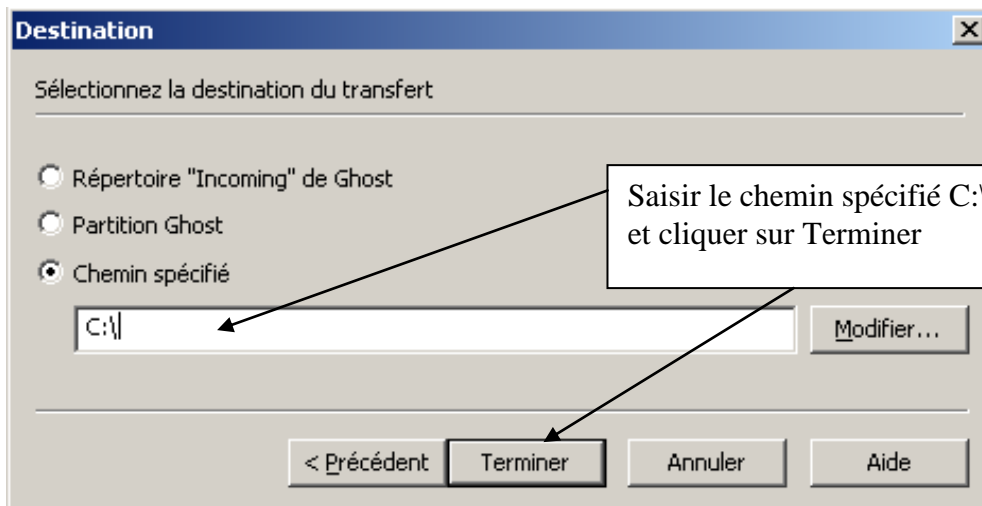 Destination
Sélectionnez la destination du transfert
Répertoire "Incoming" de Ghost
Partition Ghost
Chemin spécifié
Saisir le chemin spécifié C:\
et cliquer sur Terminer
C:\
Modifier...
< Précédent
Terminer
Annuler
Aide